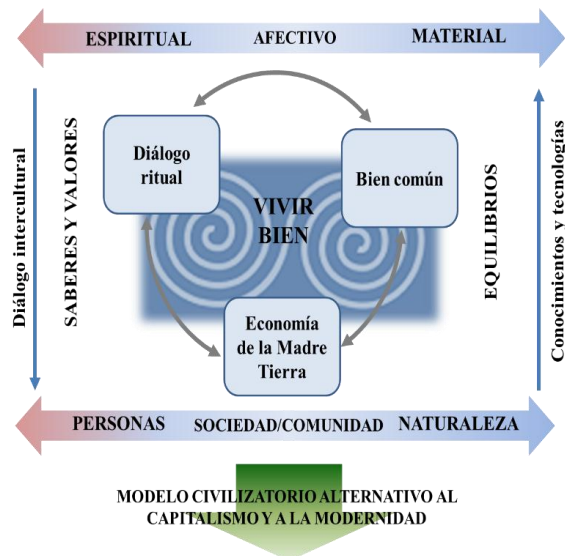 ESPIRITUAL AFECTIVO MATERIAL
Diálogo intercultural
SABERES Y VALORES
Diálogo
ritual
VIVIR
BIEN
Bien común
EQUILIBRIOS
Conocimientos y tecnologías
Economía
de la Madre
Tierra
PERSONAS SOCIEDAD/COMUNIDAD NATURALEZA
MODELO CIVILIZATORIO ALTERNATIVO AL
CAPITALISMO Y A LA MODERNIDAD